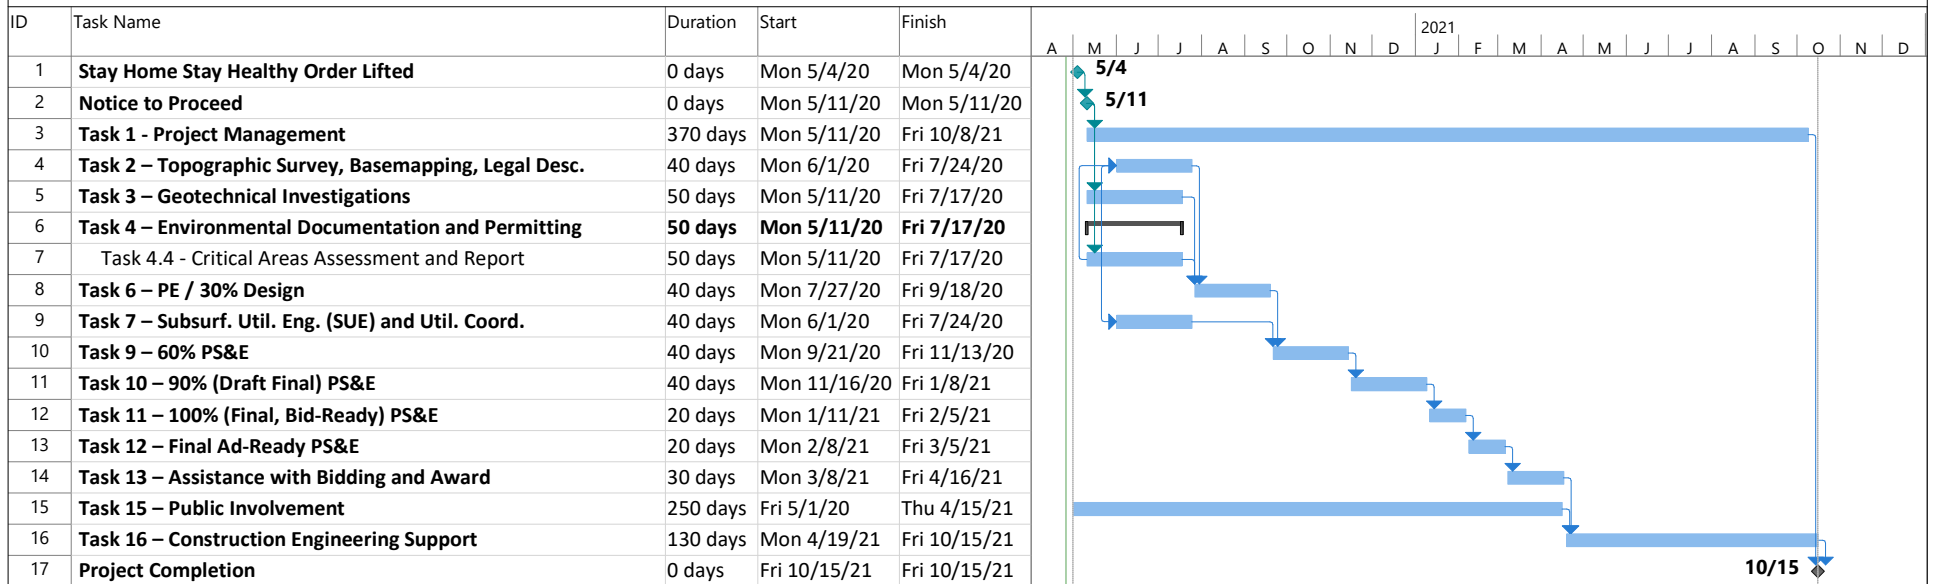 ID Task Name Duration Start Finish
2021
A M J J A S O N D J F M A M J J A S O N D
1 Stay Home Stay Healthy Order Lifted 0 days Mon 5/4/20 Mon 5/4/20 5/4
2 Notice to Proceed 0 days Mon 5/11/20 Mon 5/11/20 5/11
3 Task 1 - Project Management 370 days Mon 5/11/20 Fri 10/8/21
4 Task 2 – Topographic Survey, Basemapping, Legal Desc. 40 days Mon 6/1/20 Fri 7/24/20
5 Task 3 – Geotechnical Investigations 50 days Mon 5/11/20 Fri 7/17/20
6 Task 4 – Environmental Documentation and Permitting 50 days Mon 5/11/20 Fri 7/17/20
7 Task 4.4 - Critical Areas Assessment and Report 50 days Mon 5/11/20 Fri 7/17/20
8 Task 6 – PE / 30% Design 40 days Mon 7/27/20 Fri 9/18/20
9 Task 7 – Subsurf. Util. Eng. (SUE) and Util. Coord. 40 days Mon 6/1/20 Fri 7/24/20
10 Task 9 – 60% PS&E 40 days Mon 9/21/20 Fri 11/13/20
11 Task 10 – 90% (Draft Final) PS&E 40 days Mon 11/16/20 Fri 1/8/21
12 Task 11 – 100% (Final, Bid-Ready) PS&E 20 days Mon 1/11/21 Fri 2/5/21
13 Task 12 – Final Ad-Ready PS&E 20 days Mon 2/8/21 Fri 3/5/21
14 Task 13 – Assistance with Bidding and Award 30 days Mon 3/8/21 Fri 4/16/21
15 Task 15 – Public Involvement 250 days Fri 5/1/20 Thu 4/15/21
16 Task 16 – Construction Engineering Support 130 days Mon 4/19/21 Fri 10/15/21
17 Project Completion 0 days Fri 10/15/21 Fri 10/15/21 10/15